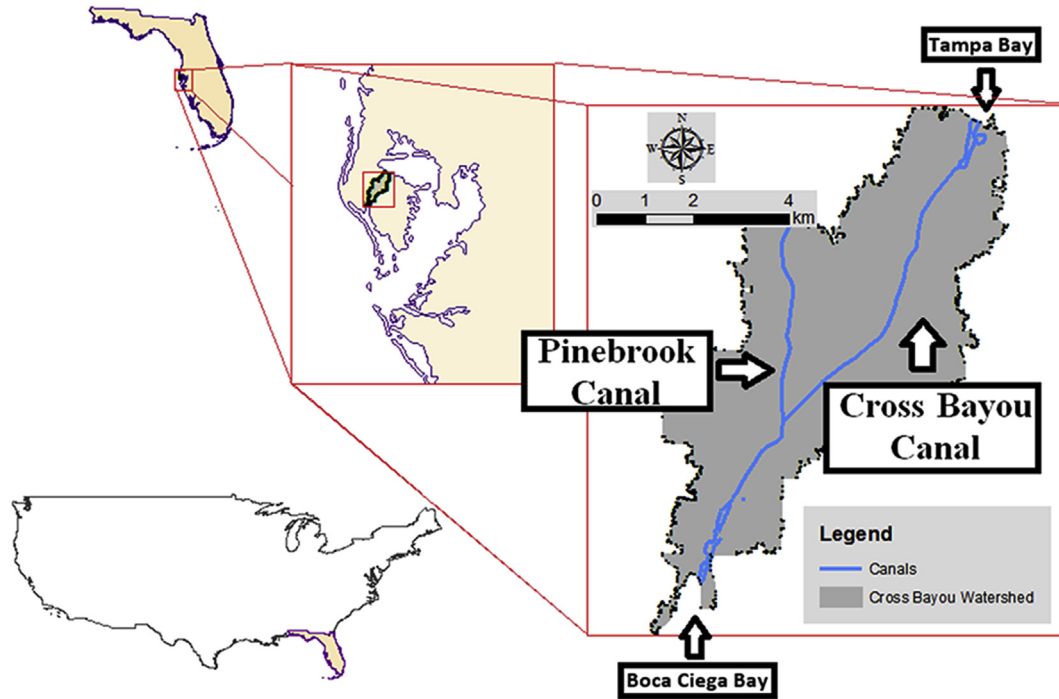 Tampa Bay
N
W E
S
0 1 2 4
km
Pinebrook
Canal
Cross Bayou
Canal
Legend
Canals
Cross Bayou Watershed
Boca Ciega Bay